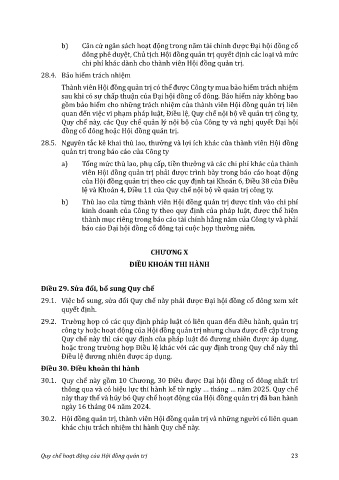 b) Căn cứ ngân sách hoạt động trong năm tài chính được Đại hội đồng cổ
đông phê duyệt, Chủ tịch Hội đồng quản trị quyết định các loại và mức
chi phí khác dành cho thành viên Hội đồng quản trị.
28.4. Bảo hiểm trách nhiệm
Thành viên Hội đồng quản trị có thể được Công ty mua bảo hiểm trách nhiệm
sau khi có sự chấp thuận của Đại hội đồng cổ đông. Bảo hiểm này không bao
gồm bảo hiểm cho những trách nhiệm của thành viên Hội đồng quản trị liên
quan đến việc vi phạm pháp luật, Điều lệ, Quy chế nội bộ về quản trị công ty,
Quy chế này, các Quy chế quản lý nội bộ của Công ty và nghị quyết Đại hội
đồng cổ đông hoặc Hội đồng quản trị.
28.5. Nguyên tắc kê khai thù lao, thưởng và lợi ích khác của thành viên Hội đồng
quản trị trong báo cáo của Công ty
a) Tổng mức thù lao, phụ cấp, tiền thưởng và các chi phí khác của thành
viên Hội đồng quản trị phải được trình bày trong báo cáo hoạt động
của Hội đồng quản trị theo các quy định tại Khoản 6, Điều 38 của Điều
lệ và Khoản 4, Điều 11 của Quy chế nội bộ về quản trị công ty.
b) Thù lao của từng thành viên Hội đồng quản trị được tính vào chi phí
kinh doanh của Công ty theo quy định của pháp luật, được thể hiện
thành mục riêng trong báo cáo tài chính hằng năm của Công ty và phải
báo cáo Đại hội đồng cổ đông tại cuộc họp thường niên.
CHƯƠNG X
ĐIỀU KHOẢN THI HÀNH
Điều 29. Sửa đổi, bổ sung Quy chế
29.1. Việc bổ sung, sửa đổi Quy chế này phải được Đại hội đồng cổ đông xem xét
quyết định.
29.2. Trường hợp có các quy định pháp luật có liên quan đến điều hành, quản trị
công ty hoặc hoạt động của Hội đồng quản trị nhưng chưa được đề cập trong
Quy chế này thì các quy định của pháp luật đó đương nhiên được áp dụng,
hoặc trong trường hợp Điều lệ khác với các quy định trong Quy chế này thì
Điều lệ đương nhiên được áp dụng.
Điều 30. Điều khoản thi hành
30.1. Quy chế này gồm 10 Chương, 30 Điều được Đại hội đồng cổ đông nhất trí
thông qua và có hiệu lực thi hành kể từ ngày ... tháng ... năm 2025. Quy chế
này thay thế và hủy bỏ Quy chế hoạt động của Hội đồng quản trị đã ban hành
ngày 16 tháng 04 năm 2024.
30.2. Hội đồng quản trị, thành viên Hội đồng quản trị và những người có liên quan
khác chịu trách nhiệm thi hành Quy chế này.
Quy chế hoạt động của Hội đồng quản trị 23